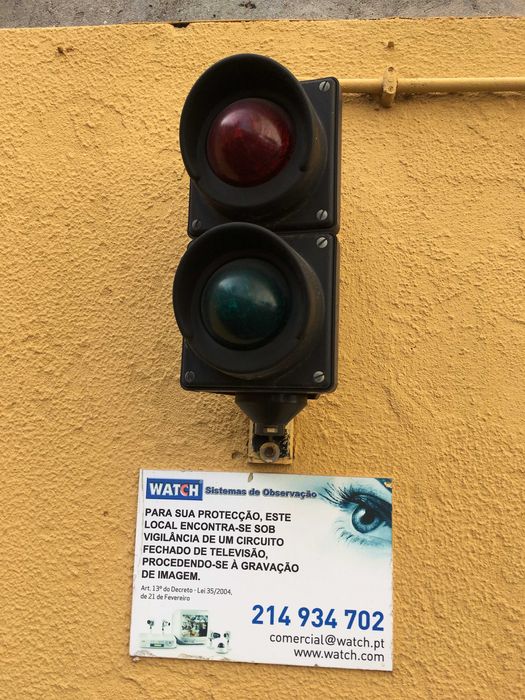 WATCH Sistemas de Observação
PARA SUA PROTECÇÃO, ESTE
LOCAL ENCONTRA-SE SOB
VIGILÂNCIA DE UM CIRCUITO
FECHADO DE TELEVISÃO,
PROCEDENDO-SE À GRAVAÇÃO
DE IMAGEM.
Art. 13º do Decreto - Lei 35/2004,
de 21 de Fevereiro
214 934 702
comercial@watch.pt
www.watch.com